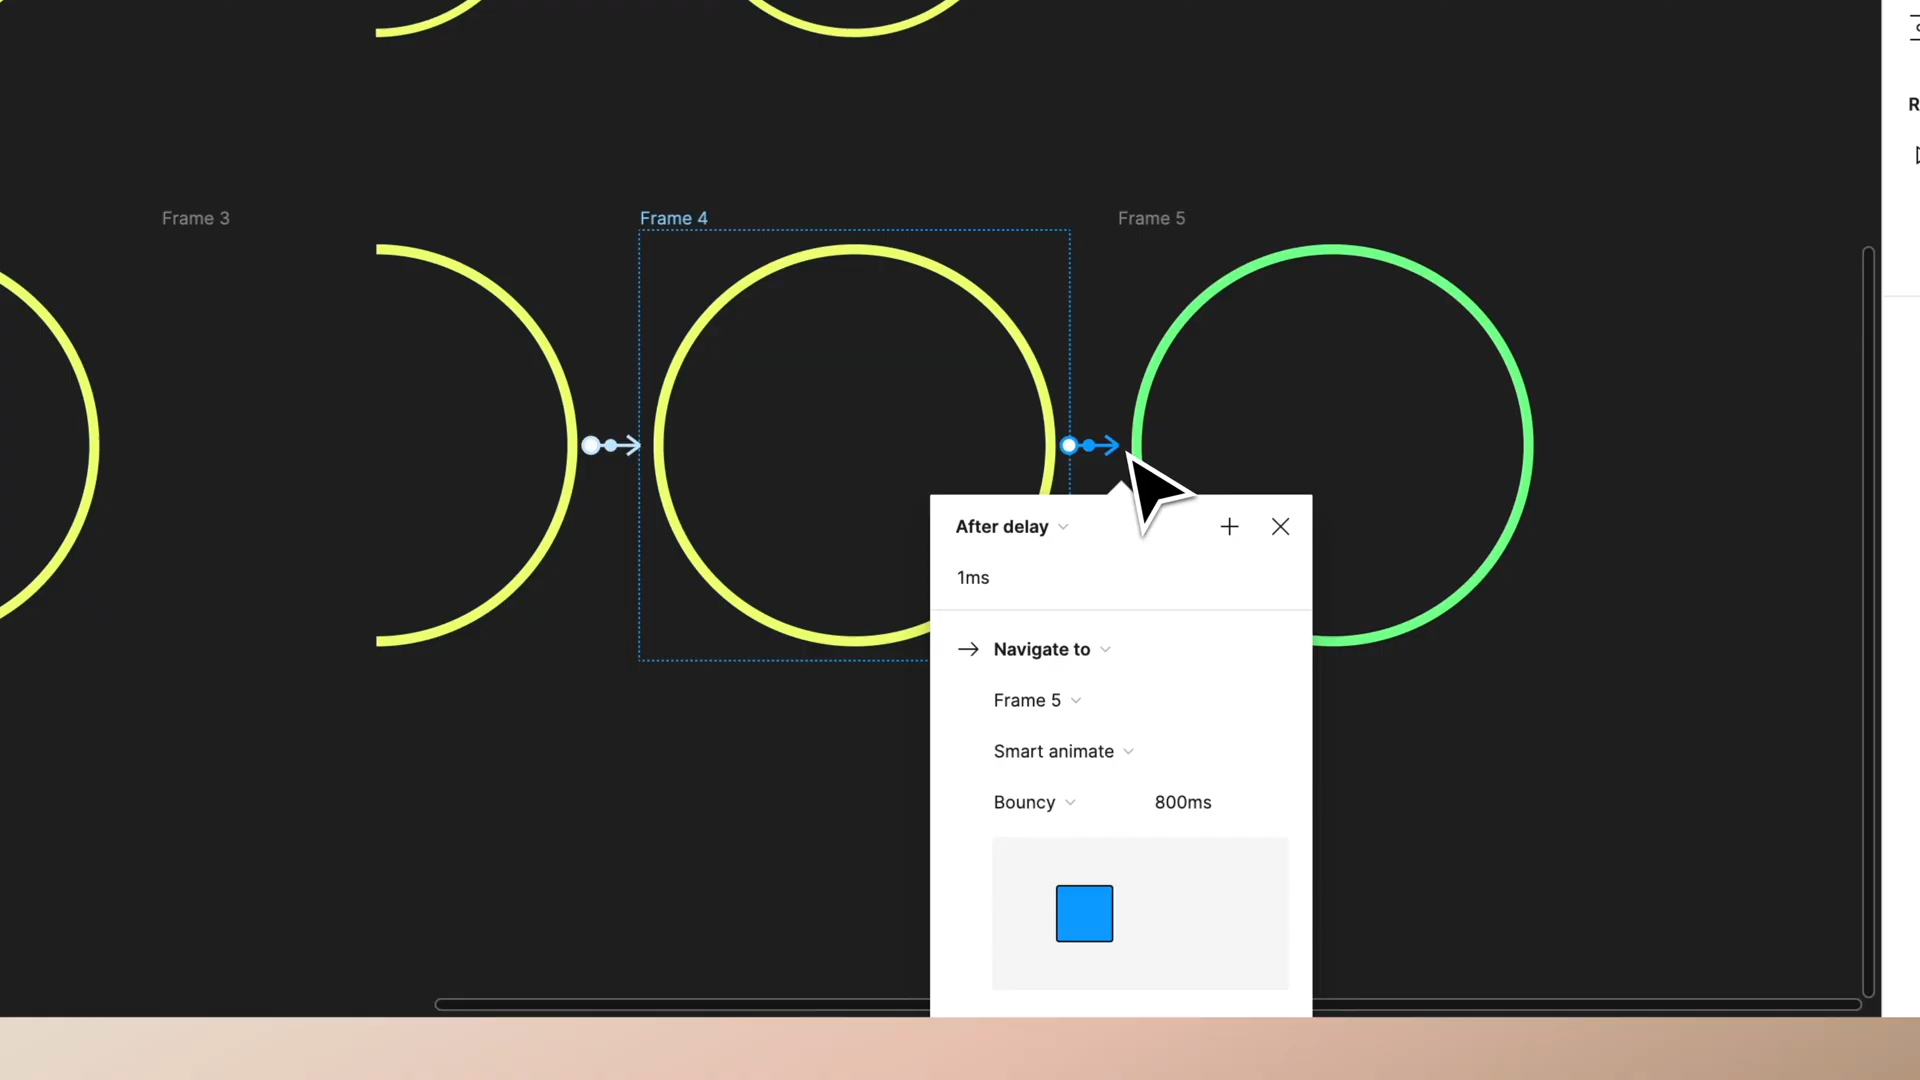 R
Frame 3
Frame 4
Frame 5
After delay
1ms
Navigate to
Frame 5
Smart animate
Bouncy 800ms